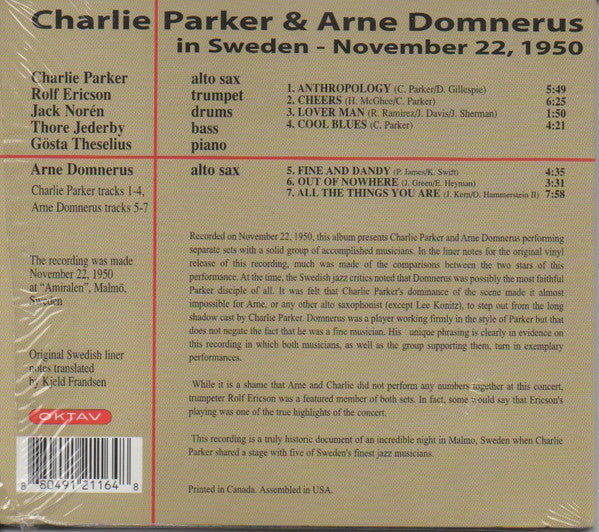 Charlie Parker & Arne Domnerus
in Sweden - November 22, 1950
Charlie Parker alto sax
Rolf Ericson trumpet
Jack Norén drums
Thore Jederby bass
Gösta Theselius piano
1. ANTHROPOLOGY (C. Parker/D. Gillespie) 5:49
2. CHEERS (H. McGhee/C. Parker) 6:25
3. LOVER MAN (R. Ramirez/J. Davis/J. Sherman) 1:50
4. COOL BLUES (C. Parker) 4:21
Arne Domnerus alto sax
Charlie Parker tracks 1-4,
Arne Domnerus tracks 5-7
5. FINE AND DANDY (P. James/K. Swift) 4:35
6. OUT OF NOWHERE (J. Green/E. Heyman) 3:31
7. ALL THE THINGS YOU ARE (J. Kern/O. Hammerstein II) 7:58
The recording was made
November 22, 1950
at “Amiralen”, Malmö,
Sweden
Original Swedish liner
notes translated
by Kjeld Frandsen
OKTAV
8 80491 21164 8
Recorded on November 22, 1950, this album presents Charlie Parker and Arne Domnerus performing
separate sets with a solid group of accomplished musicians. In the liner notes for the original vinyl
release of this recording, much was made of the comparisons between the two stars of this
performance. At the time, the Swedish jazz critics noted that Domnerus was possibly the most faithful
Parker disciple of all. It was felt that Charlie Parker's dominance of the scene made it almost
impossible for Arne, or any other alto saxophonist (except Lee Konitz), to step out from the long
shadow cast by Charlie Parker. Domnerus was a player working firmly in the style of Parker but that
does not negate the fact that he was a fine musician. His unique phrasing is clearly in evidence on
this recording in which both musicians, as well as the group supporting them, turn in exemplary
performances.
While it is a shame that Arne and Charlie did not perform any numbers together at this concert,
trumpeter Rolf Ericson was a featured member of both sets. In fact, some would say that Ericson's
playing was one of the true highlights of the concert.
This recording is a truly historic document of an incredible night in Malmo, Sweden when Charlie
Parker shared a stage with five of Sweden's finest jazz musicians.
Printed in Canada. Assembled in USA.